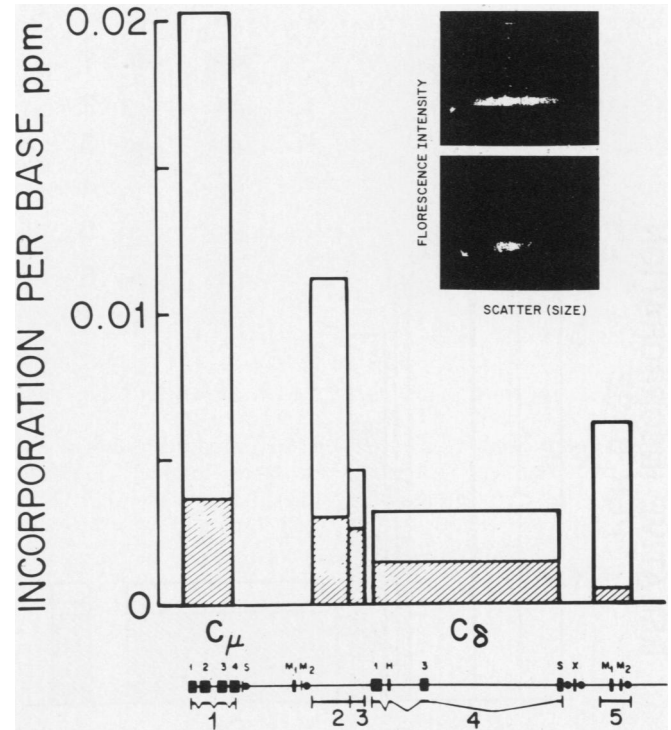 INCORPORATION PER BASE ppm
0.02
0.01
0
FLORESCENCE INTENSITY
SCATTER (SIZE)
Cμ
Cδ
1 2 3 4 S M1 M2 1 H 3 S X M1 M2
1 2 3 4 5